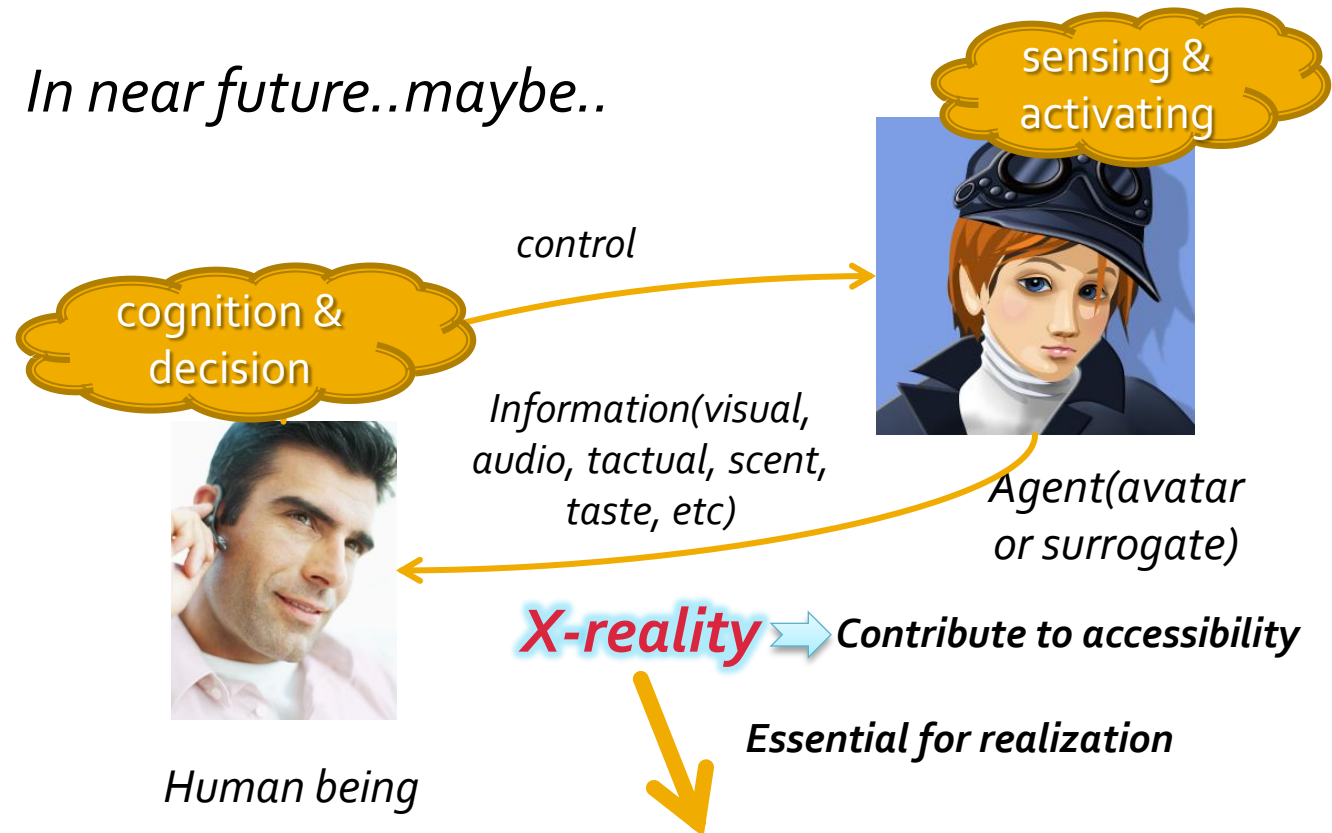 In near future..maybe..
sensing &
activating
control
cognition &
decision
Information(visual,
audio, tactual, scent,
taste, etc)
Agent(avatar
or surrogate)
X-reality
Contribute to accessibility
Essential for realization
Human being